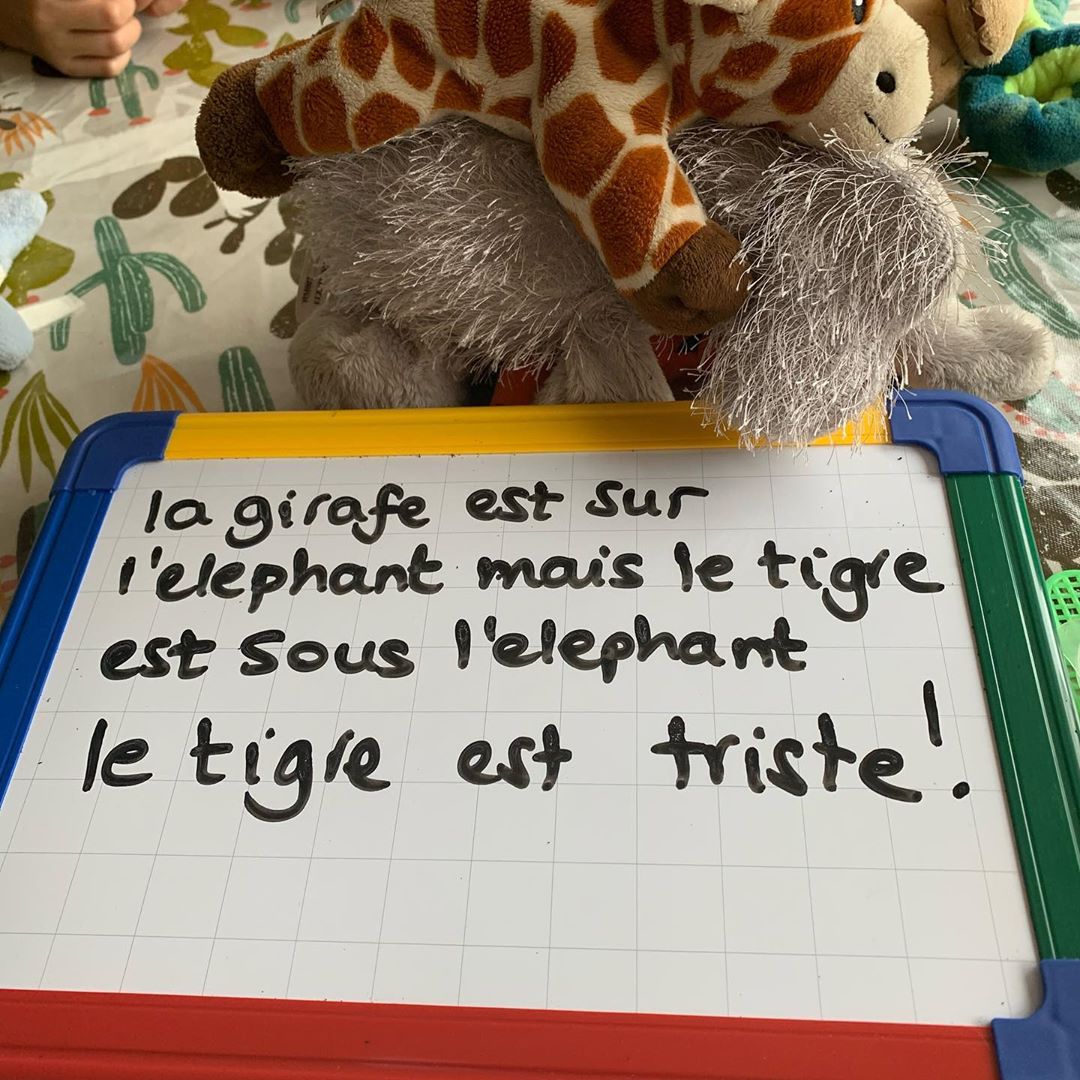 la girafe est sur
l'elephant mais le tigre
est sous l'elephant
le tigre est triste!